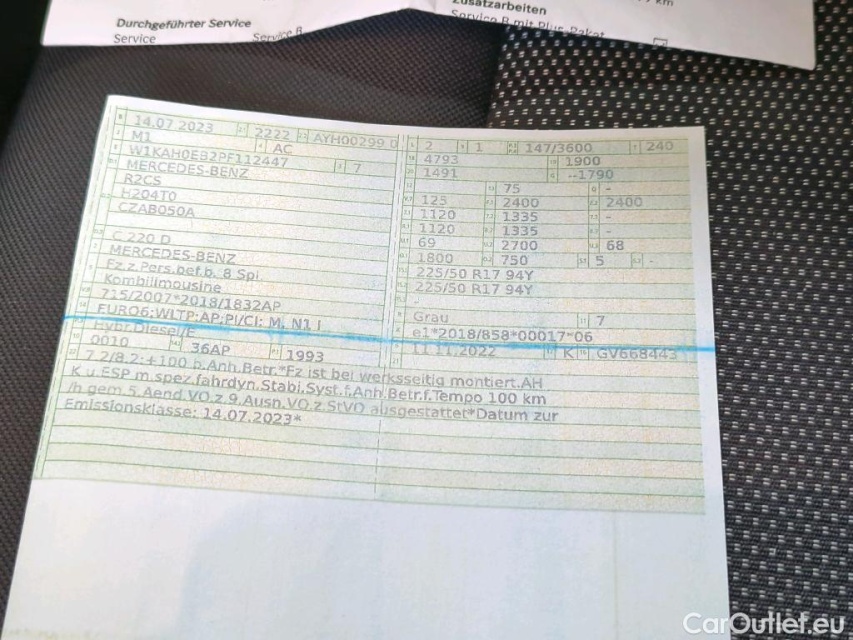 Durchgeführter Service
Service
Service B
Zusatzarbeiten
Service B mit Plus-Paket
km
14.07.2023 2222 AYH00299 0
M1 AC
W1KAH0EB2PF112447 7
MERCEDES-BENZ
R2CS
H204T0
CZAB050A
C 220 D
MERCEDES-BENZ
Fz.z.Pers.bef.b. 8 Spl
Kombilimousine
715/2007*2018/1832AP
EURO6;WLTP;AP;PI/CI; M, N1 I
Hybr.Diesel/E
0010 36AP 1993
2 1 147/3600 240
4793 1900
1491 --1790
75 -
125 2400 2400
1120 1335 -
1120 1335 -
69 2700 68
1800 750 5 -
225/50 R17 94Y
225/50 R17 94Y
-
Grau 7
e1*2018/858*00017*06
11.11.2022 K GV668443
7.2/8.2:+100 b.Anh.Betr.*Fz ist bei werksseitig montiert.AH
K u.ESP m.spez.fahrdyn.Stabi.Syst.f.Anh.Betr.f.Tempo 100 km
/h gem.5.Aend.VO.z.9.Ausn.VO.z.StVO ausgestattet*Datum zur
Emissionsklasse: 14.07.2023*
CarOutlet.eu